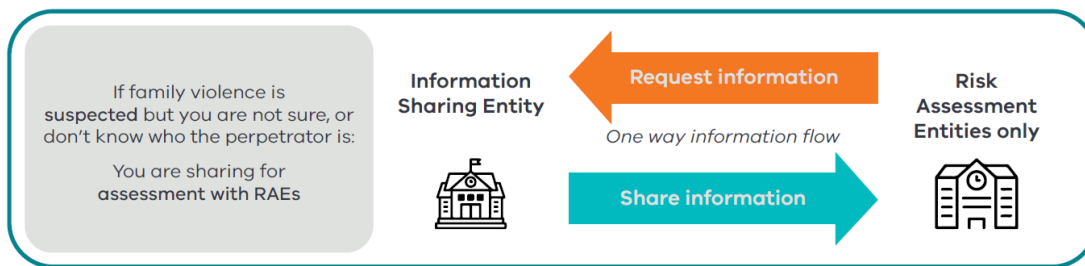 If family violence is
suspected but you are not sure, or
don't know who the perpetrator is:
You are sharing for
assessment with RAEs
Information
Sharing Entity
Request information
One way information flow
Share information
Risk
Assessment
Entities only